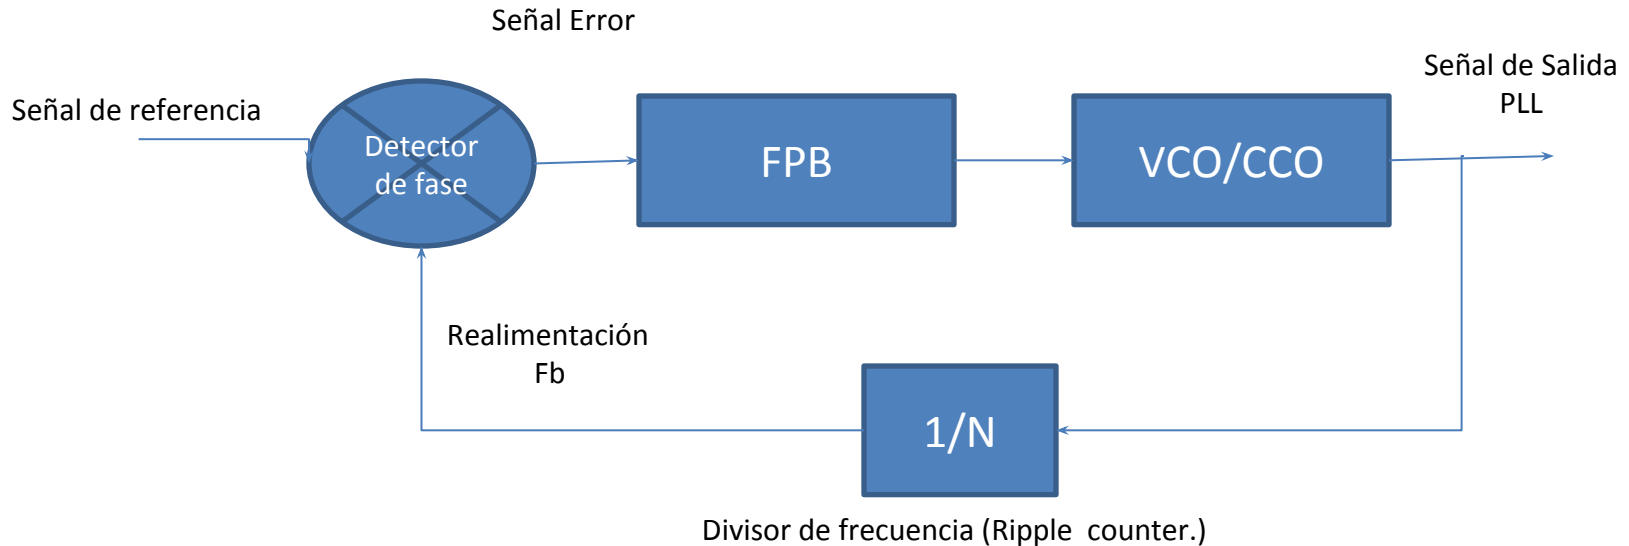 Señal Error
Señal de referencia
Detector
de fase
FPB
VCO/CCO
Señal de Salida
PLL
Realimentación
Fb
1/N
Divisor de frecuencia (Ripple  counter.)